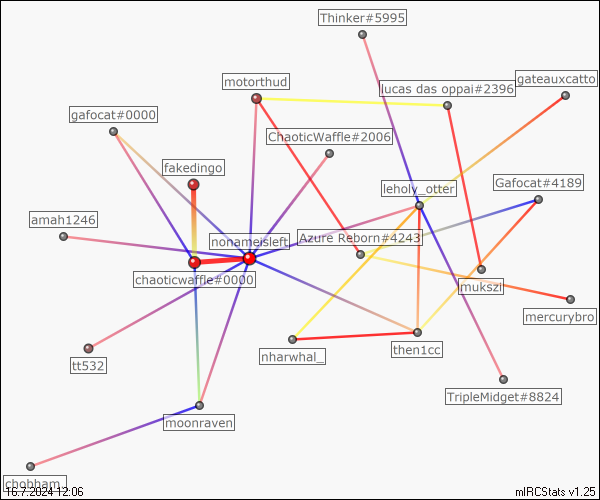 Thinker#5995
motorthud
lucas das oppai#2396
gateauxcatto
gafocat#0000
ChaoticWaffle#2006
fakedingo
leholy_otter
Gafocat#4189
amah1246
nonameisleft
Azure Reborn#4243
chaoticwaffle#0000
mukszi
mercurybro
nharwhal_
then1cc
tt532
TripleMidget#8824
moonraven
chobham_
16.7.2024 12:06
mIRCStats v1.25